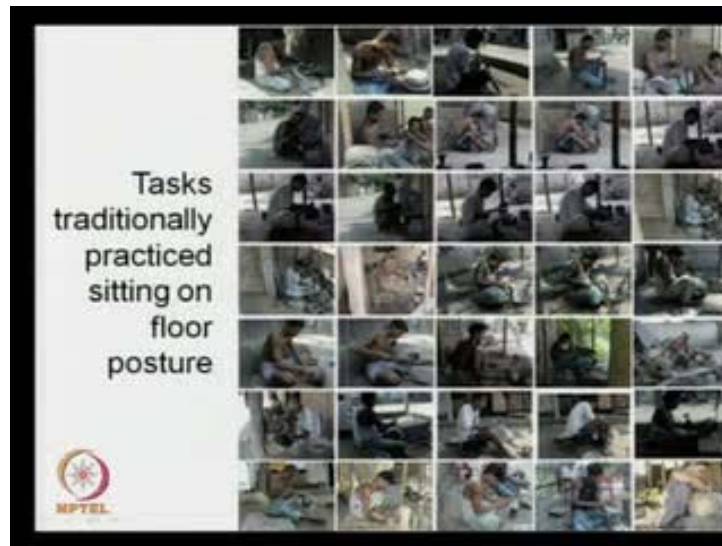 Tasks
traditionally
practiced
sitting on
floor
posture
NPTEL